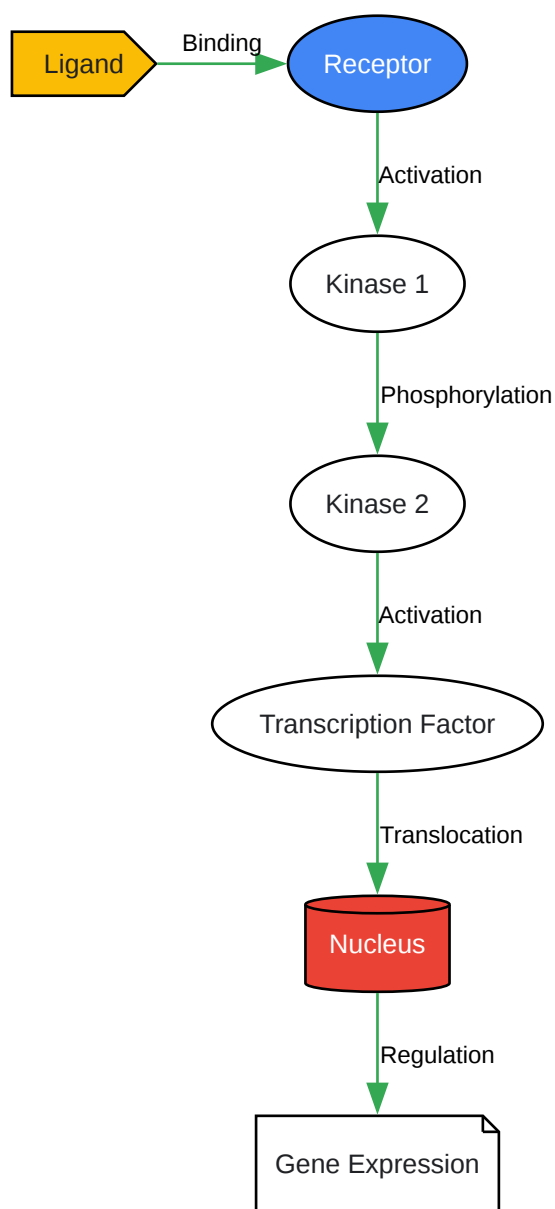 Ligand
Binding
Receptor
Activation
Kinase 1
Phosphorylation
Kinase 2
Activation
Transcription Factor
Translocation
Nucleus
Regulation
Gene Expression